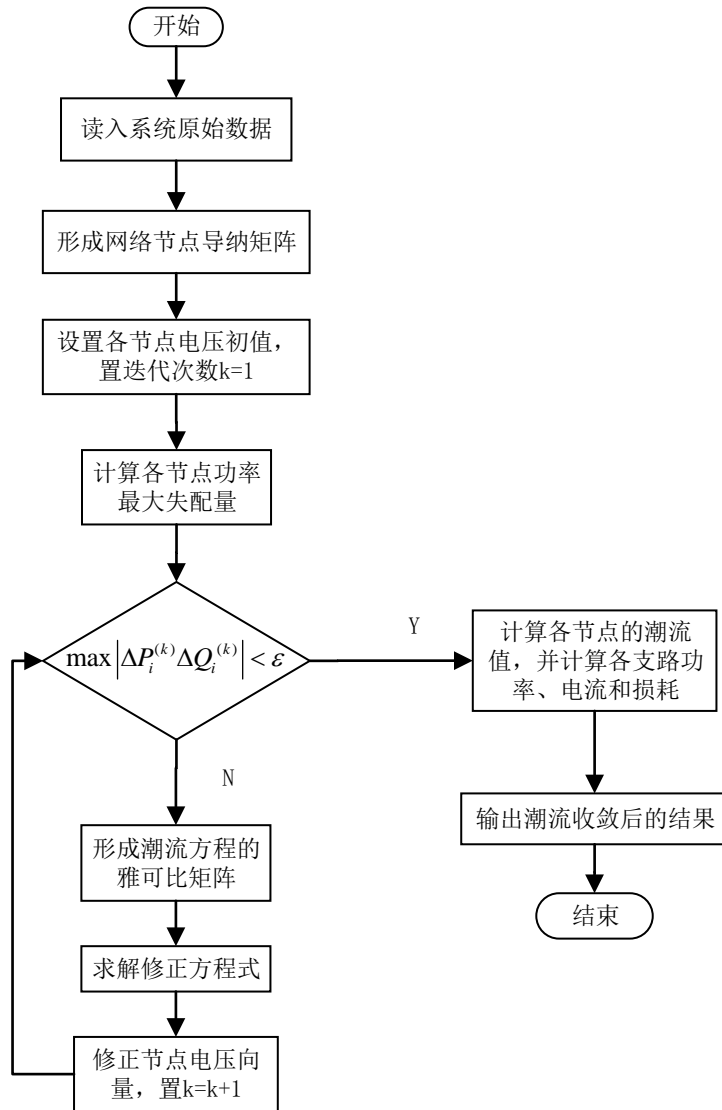 开始
读入系统原始数据
形成网络节点导纳矩阵
设置各节点电压初值，
置迭代次数k=1
计算各节点功率
最大失配量
max|ΔP_i^(k)ΔQ_i^(k)|<ε
Y
N
计算各节点的潮流
值，并计算各支路功
率、电流和损耗
输出潮流收敛后的结果
结束
形成潮流方程的
雅可比矩阵
求解修正方程式
修正节点电压向
量，置k=k+1